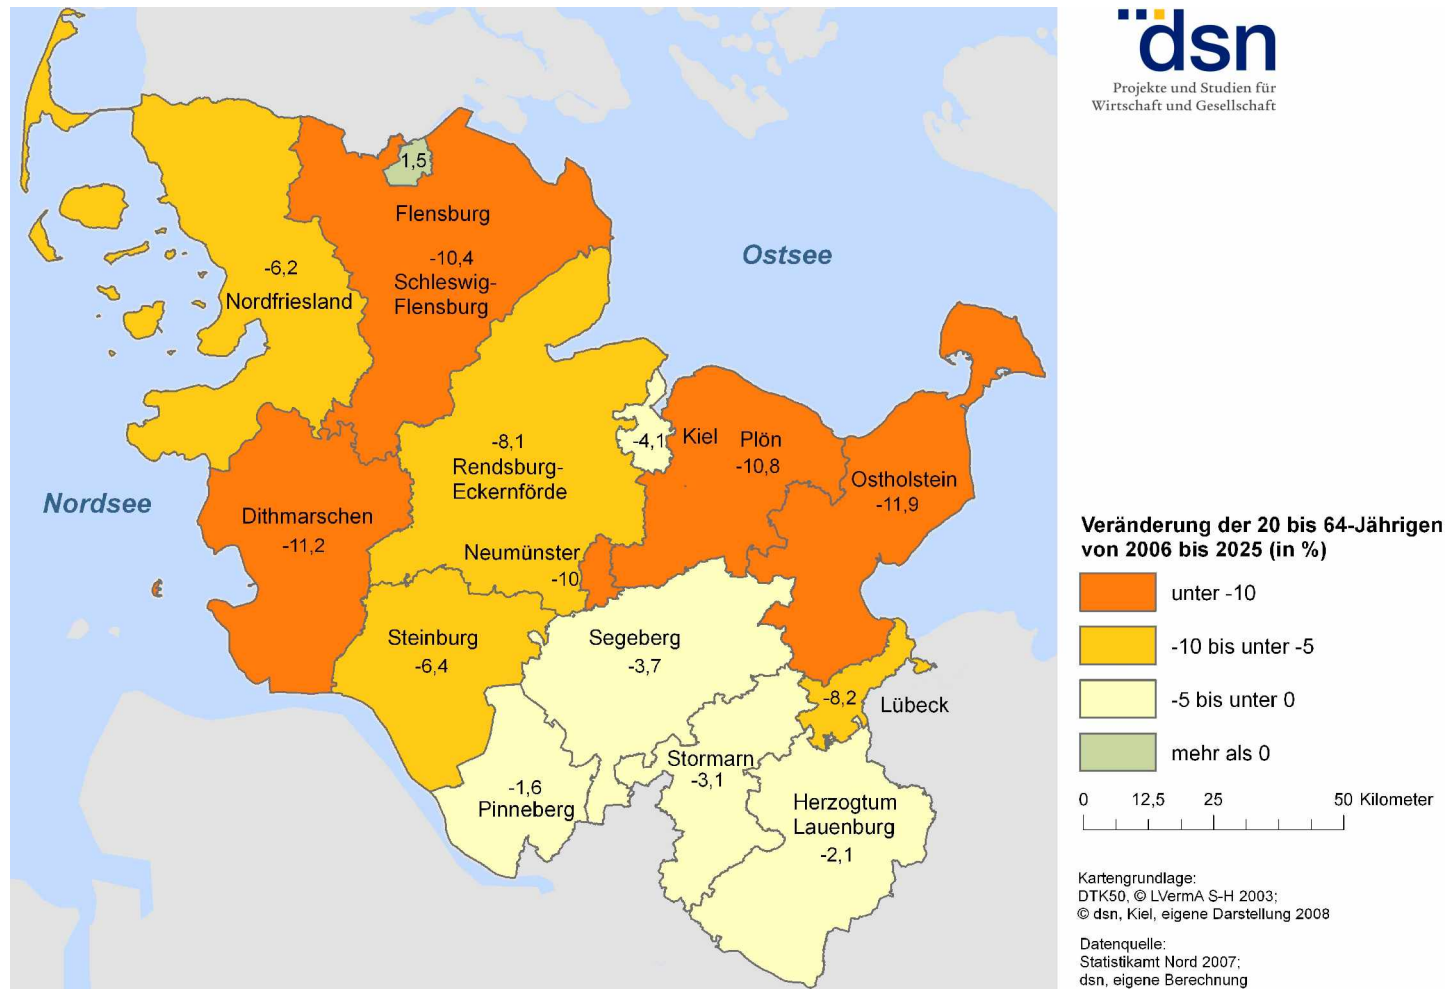 dsn
Projekte und Studien für
Wirtschaft und Gesellschaft
1,5
Flensburg
-10,4
Schleswig-
Flensburg
-6,2
Nordfriesland
Ostsee
-8,1
Rendsburg-
Eckernförde
-4,1
Kiel
Plön
-10,8
Ostholstein
-11,9
Nordsee
Dithmarschen
-11,2
Neumünster
-10
Steinburg
-6,4
Segeberg
-3,7
-8,2
Lübeck
Stormarn
-3,1
-1,6
Pinneberg
Herzogtum
Lauenburg
-2,1
Veränderung der 20 bis 64-Jährigen
von 2006 bis 2025 (in %)
unter -10
-10 bis unter -5
-5 bis unter 0
mehr als 0
0 12,5 25 50 Kilometer
Kartengrundlage:
DTK50, © LVermA S-H 2003;
© dsn, Kiel, eigene Darstellung 2008
Datenquelle:
Statistikamt Nord 2007;
dsn, eigene Berechnung